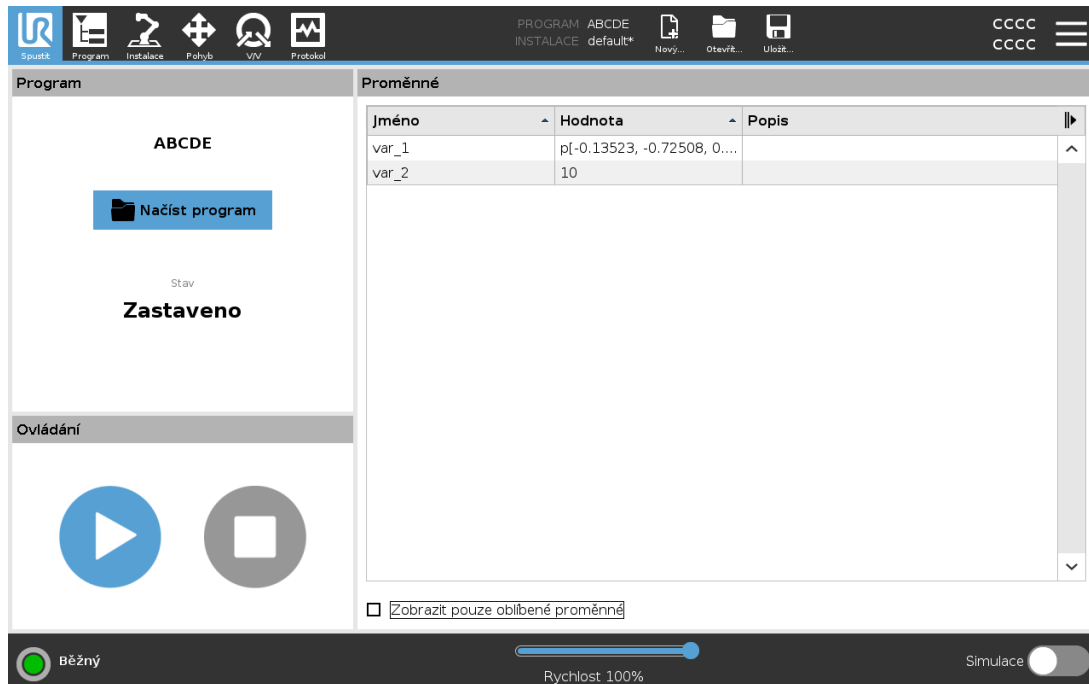 UR
Spustit
Program
Instalace
Pohyb
V/V
Protokol
PROGRAM ABCDE
INSTALACE default*
Nový...
Otevřít...
Uložit...
CCCC
CCCC
Program
ABCDE
Načíst program
Stav
Zastaveno
Ovládání
Proměnné
Jméno Hodnota Popis
var_1 p[-0.13523, -0.72508, 0....
var_2 10
Zobrazit pouze oblíbené proměnné
Běžný
Rychlost 100%
Simulace